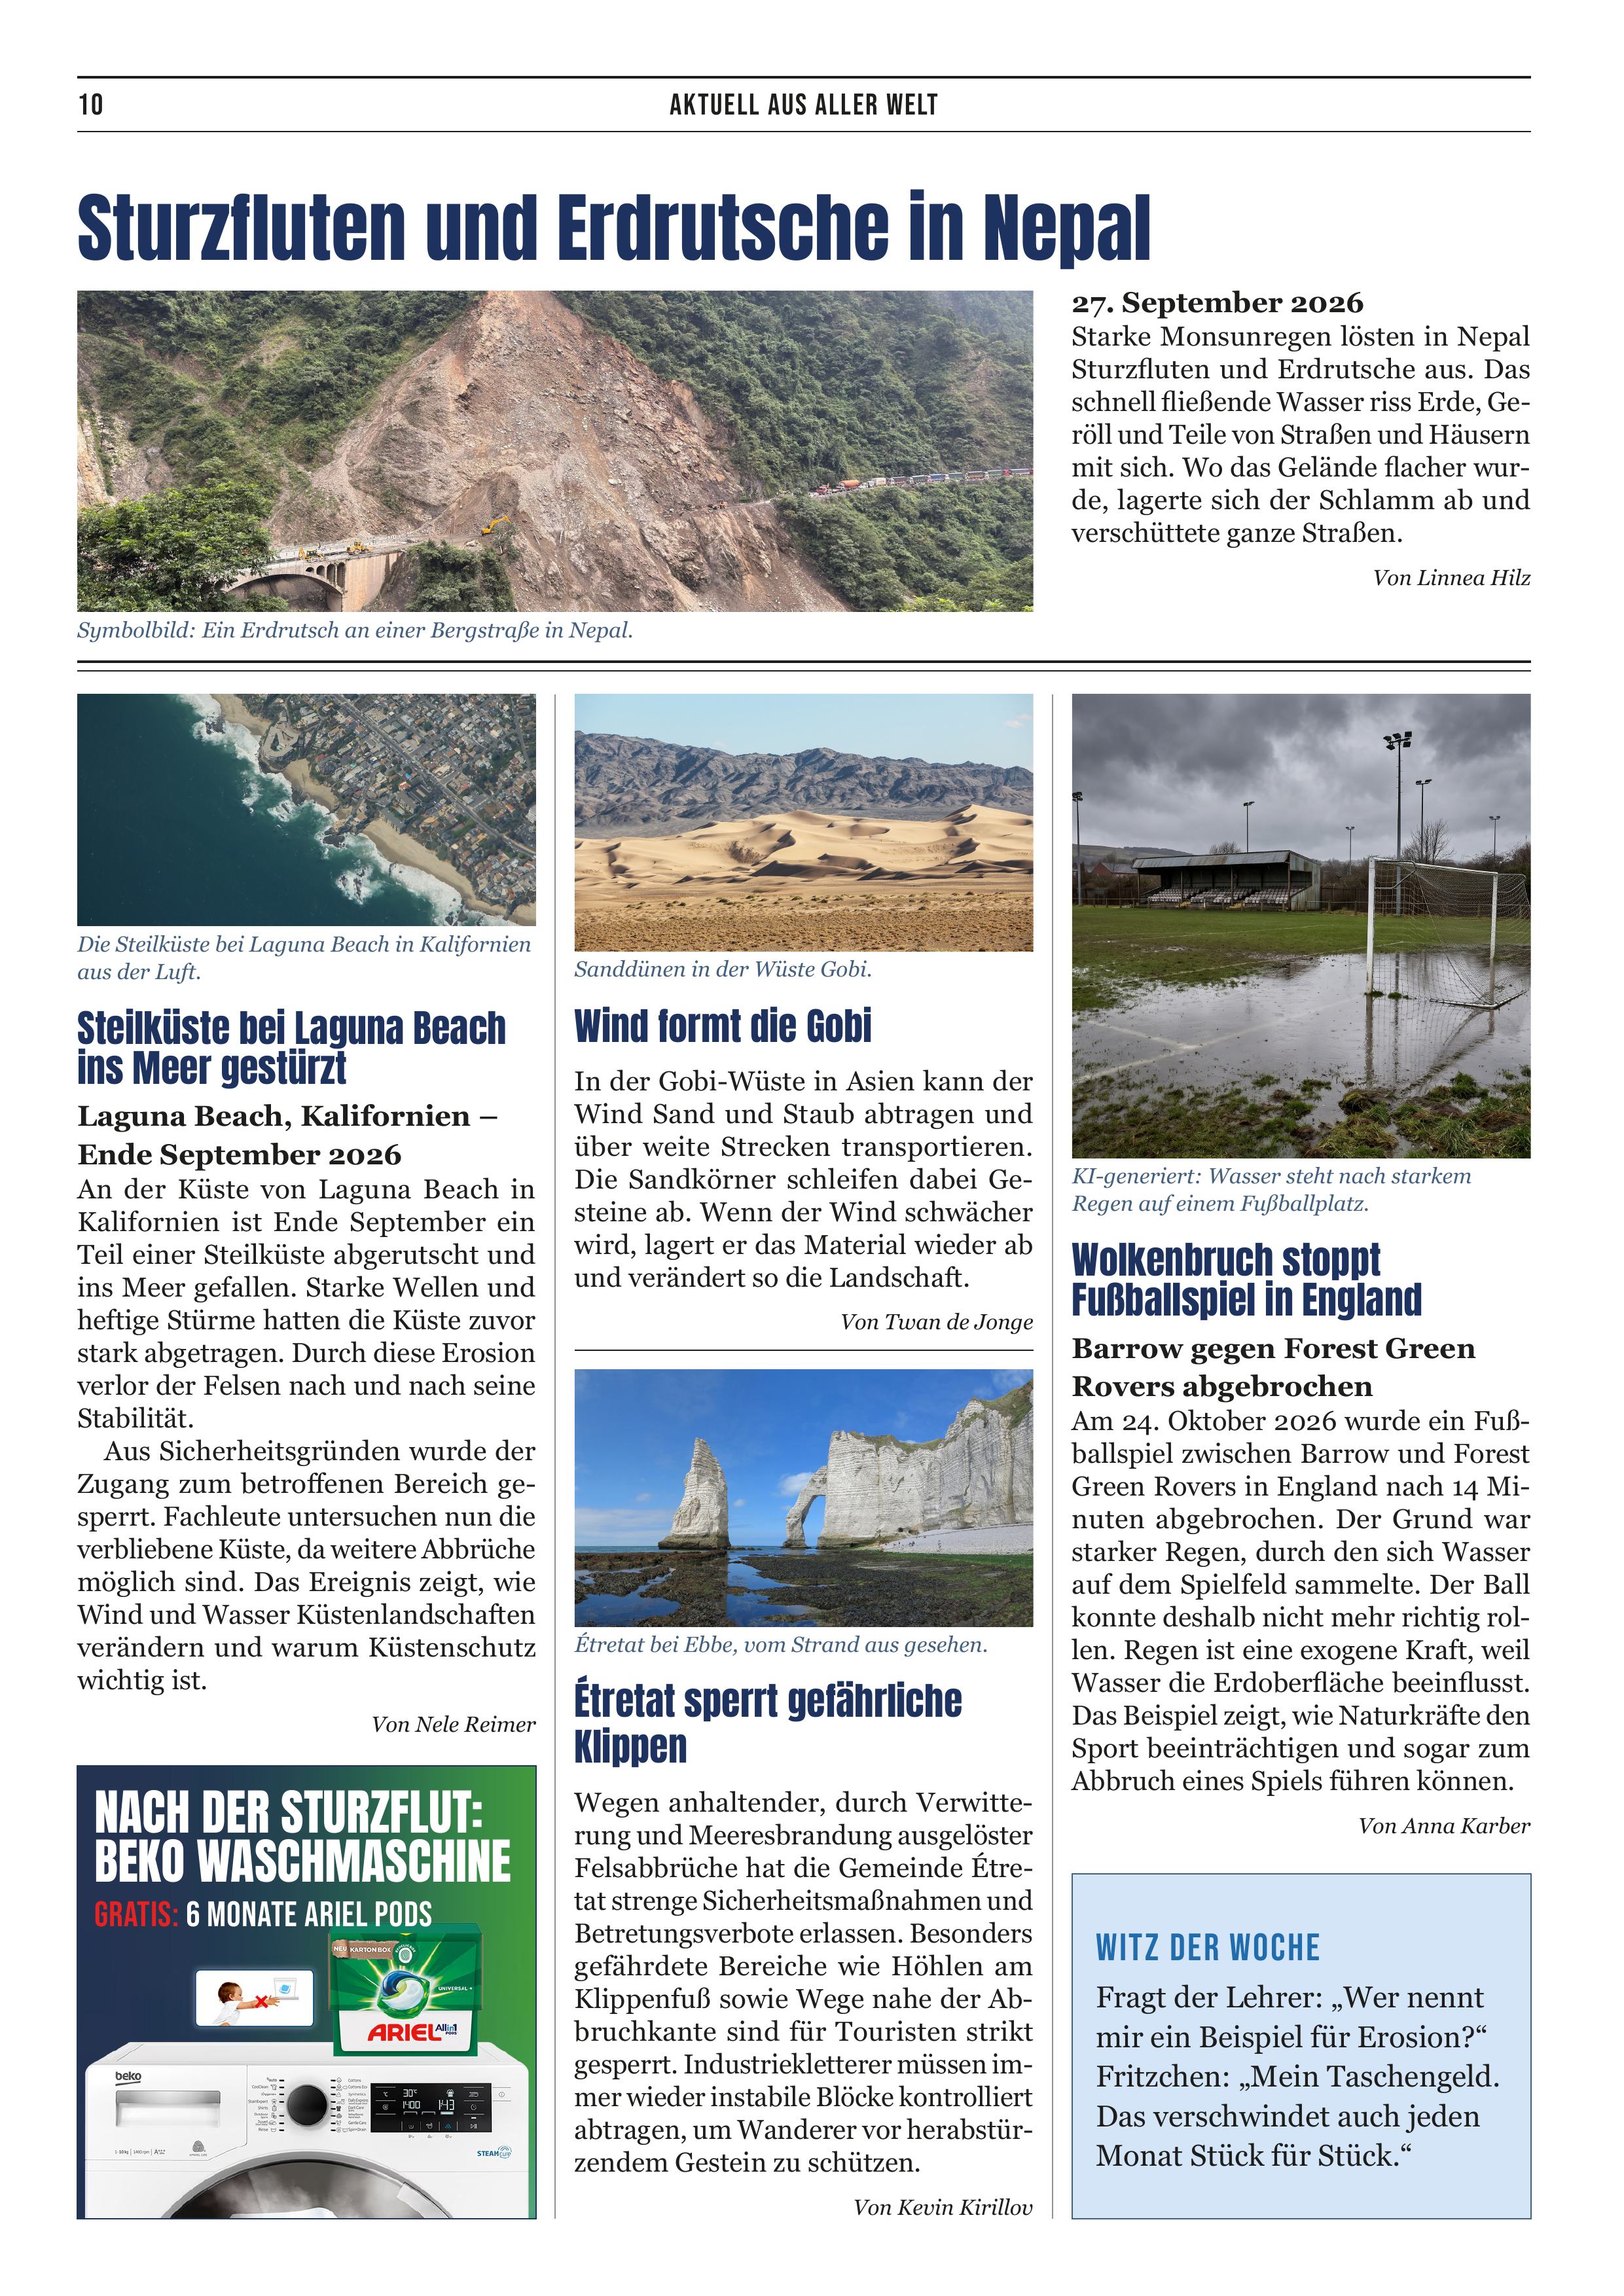 10
AKTUELL AUS ALLER WELT
Sturzfluten und Erdrutsche in Nepal
Symbolbild: Ein Erdrutsch an einer Bergstraße in Nepal.
27. September 2026
Starke Monsunregen lösten in Nepal
Sturzfluten und Erdrutsche aus. Das
schnell fließende Wasser riss Erde, Ge-
röll und Teile von Straßen und Häusern
mit sich. Wo das Gelände flacher wur-
de, lagerte sich der Schlamm ab und
verschüttete ganze Straßen.
Von Linnea Hilz
Die Steilküste bei Laguna Beach in Kalifornien
aus der Luft.
Steilküste bei Laguna Beach
ins Meer gestürzt
Laguna Beach, Kalifornien –
Ende September 2026
An der Küste von Laguna Beach in
Kalifornien ist Ende September ein
Teil einer Steilküste abgerutscht und
ins Meer gefallen. Starke Wellen und
heftige Stürme hatten die Küste zuvor
stark abgetragen. Durch diese Erosion
verlor der Felsen nach und nach seine
Stabilität.
Aus Sicherheitsgründen wurde der
Zugang zum betroffenen Bereich ge-
sperrt. Fachleute untersuchen nun die
verbliebene Küste, da weitere Abbrüche
möglich sind. Das Ereignis zeigt, wie
Wind und Wasser Küstenlandschaften
verändern und warum Küstenschutz
wichtig ist.
Von Nele Reimer
NACH DER STURZFLUT:
BEKO WASCHMASCHINE
GRATIS: 6 MONATE ARIEL PODS
NEU KARTONBOX
UNIVERSAL +
ARIEL Allin1
PODS
beko
30°
1400 1:43
STEAMCURE
Sanddünen in der Wüste Gobi.
Wind formt die Gobi
In der Gobi-Wüste in Asien kann der
Wind Sand und Staub abtragen und
über weite Strecken transportieren.
Die Sandkörner schleifen dabei Ge-
steine ab. Wenn der Wind schwächer
wird, lagert er das Material wieder ab
und verändert so die Landschaft.
Von Twan de Jonge
Étretat bei Ebbe, vom Strand aus gesehen.
Étretat sperrt gefährliche
Klippen
Wegen anhaltender, durch Verwitte-
rung und Meeresbrandung ausgelöster
Felsabbrüche hat die Gemeinde Étre-
tat strenge Sicherheitsmaßnahmen und
Betretungsverbote erlassen. Besonders
gefährdete Bereiche wie Höhlen am
Klippenfuß sowie Wege nahe der Ab-
bruchkante sind für Touristen strikt
gesperrt. Industriekletterer müssen im-
mer wieder instabile Blöcke kontrolliert
abtragen, um Wanderer vor herabstür-
zendem Gestein zu schützen.
Von Kevin Kirillov
KI-generiert: Wasser steht nach starkem
Regen auf einem Fußballplatz.
Wolkenbruch stoppt
Fußballspiel in England
Barrow gegen Forest Green
Rovers abgebrochen
Am 24. Oktober 2026 wurde ein Fuß-
ballspiel zwischen Barrow und Forest
Green Rovers in England nach 14 Mi-
nuten abgebrochen. Der Grund war
starker Regen, durch den sich Wasser
auf dem Spielfeld sammelte. Der Ball
konnte deshalb nicht mehr richtig rol-
len. Regen ist eine exogene Kraft, weil
Wasser die Erdoberfläche beeinflusst.
Das Beispiel zeigt, wie Naturkräfte den
Sport beeinträchtigen und sogar zum
Abbruch eines Spiels führen können.
Von Anna Karber
WITZ DER WOCHE
Fragt der Lehrer: „Wer nennt
mir ein Beispiel für Erosion?“
Fritzchen: „Mein Taschengeld.
Das verschwindet auch jeden
Monat Stück für Stück.“